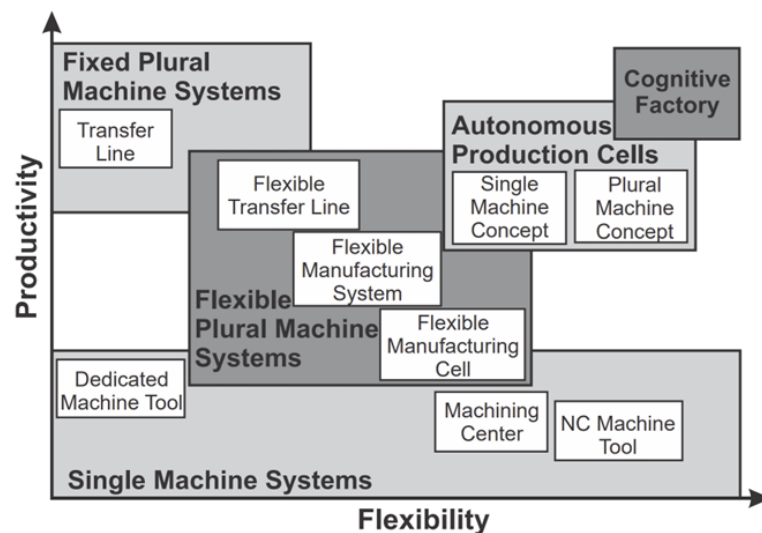 Fixed Plural
Machine Systems
Transfer
Line
Cognitive
Factory
Autonomous
Production Cells
Single
Machine
Concept
Plural
Machine
Concept
Flexible
Transfer Line
Flexible
Manufacturing
System
Flexible
Plural Machine
Systems
Flexible
Manufacturing
Cell
Dedicated
Machine Tool
Machining
Center
NC Machine
Tool
Single Machine Systems
Productivity
Flexibility